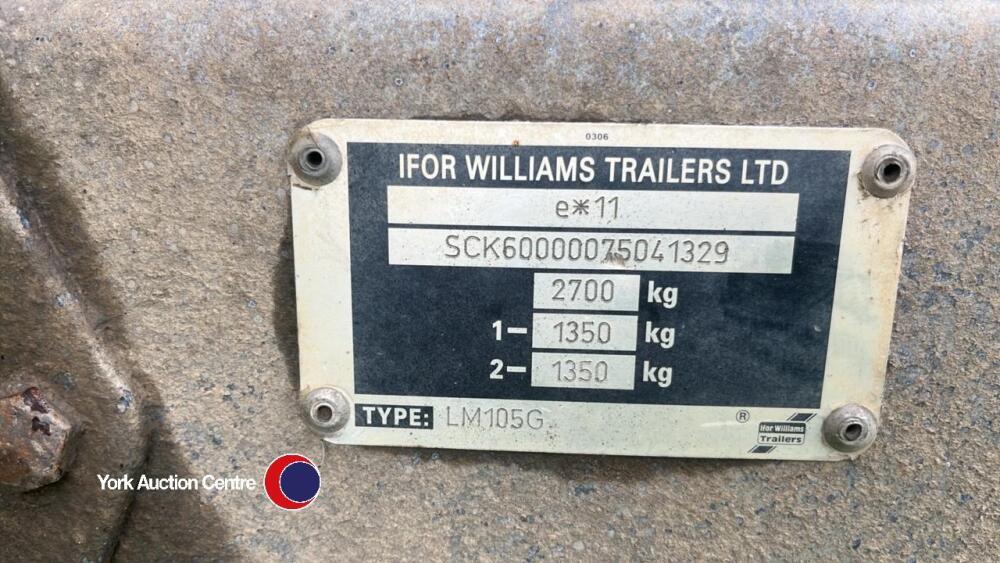 0306
IFOR WILLIAMS TRAILERS LTD
e*11
SCK60000075041329
2700 kg
1- 1350 kg
2- 1350 kg
TYPE: LM105G ®
Ifor Williams
Trailers
York Auction Centre